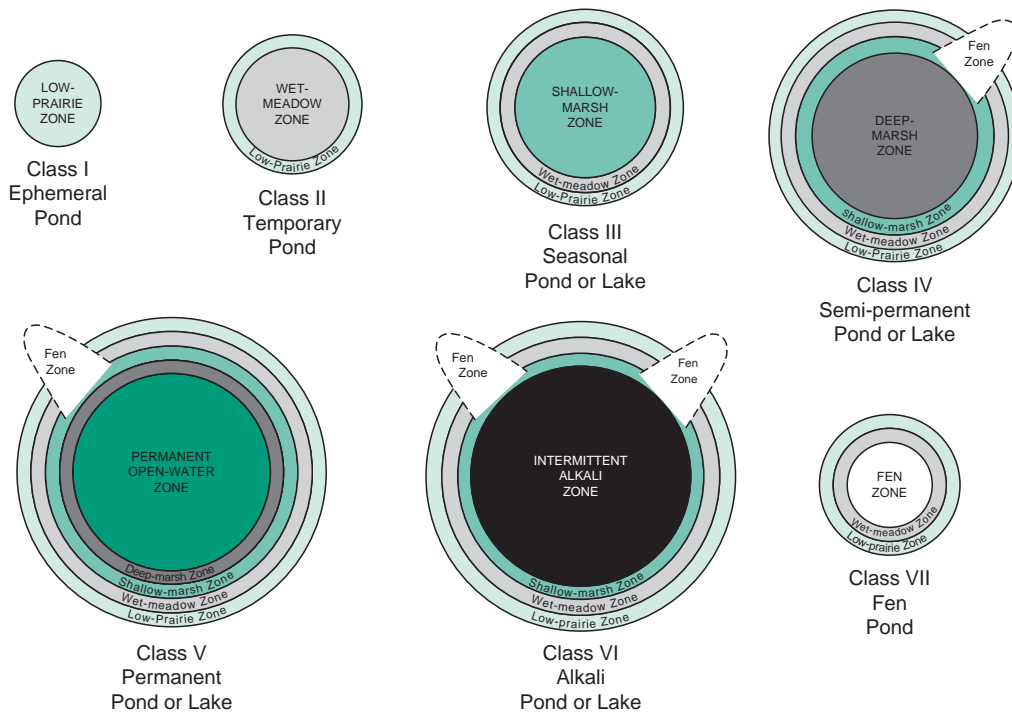 LOW-
PRAIRIE
ZONE
Class I
Ephemeral
Pond
WET-
MEADOW
ZONE
Low-Prairie Zone
Class II
Temporary
Pond
SHALLOW-
MARSH
ZONE
Wet-meadow Zone
Low-Prairie Zone
Class III
Seasonal
Pond or Lake
Fen
Zone
DEEP-
MARSH
ZONE
shallow-marsh Zone
Wet-meadow Zone
Low-Prairie Zone
Class IV
Semi-permanent
Pond or Lake
Fen
Zone
PERMANENT
OPEN-WATER
ZONE
Deep-marsh Zone
Shallow-marsh Zone
Wet-meadow Zone
Low-Prairie Zone
Class V
Permanent
Pond or Lake
Fen
Zone
Fen
Zone
INTERMITTENT
ALKALI
ZONE
Shallow-marsh Zone
Wet-meadow Zone
Low-prairie Zone
Class VI
Alkali
Pond or Lake
FEN
ZONE
Wet-meadow Zone
Low-prairie Zone
Class VII
Fen
Pond